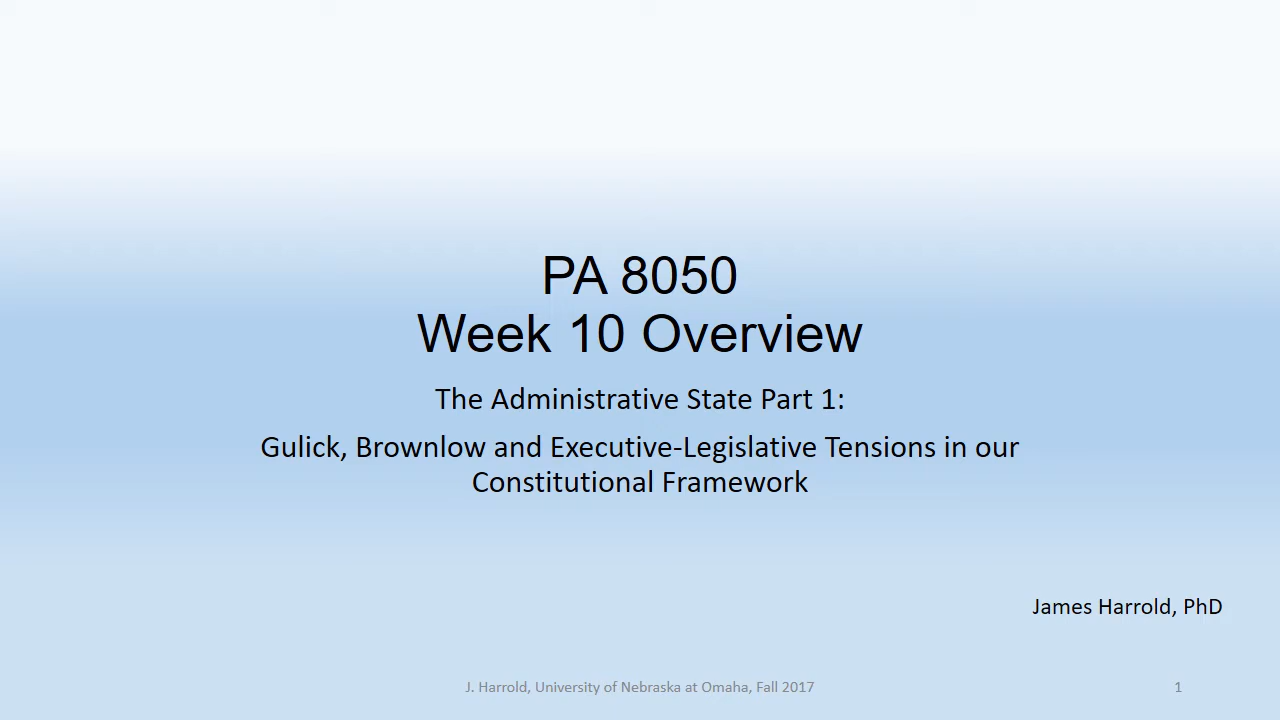 PA 8050
Week 10 Overview
The Administrative State Part 1:
Gulick, Brownlow and Executive-Legislative Tensions in our
Constitutional Framework
James Harrold, PhD
J. Harrold, University of Nebraska at Omaha, Fall 2017
1